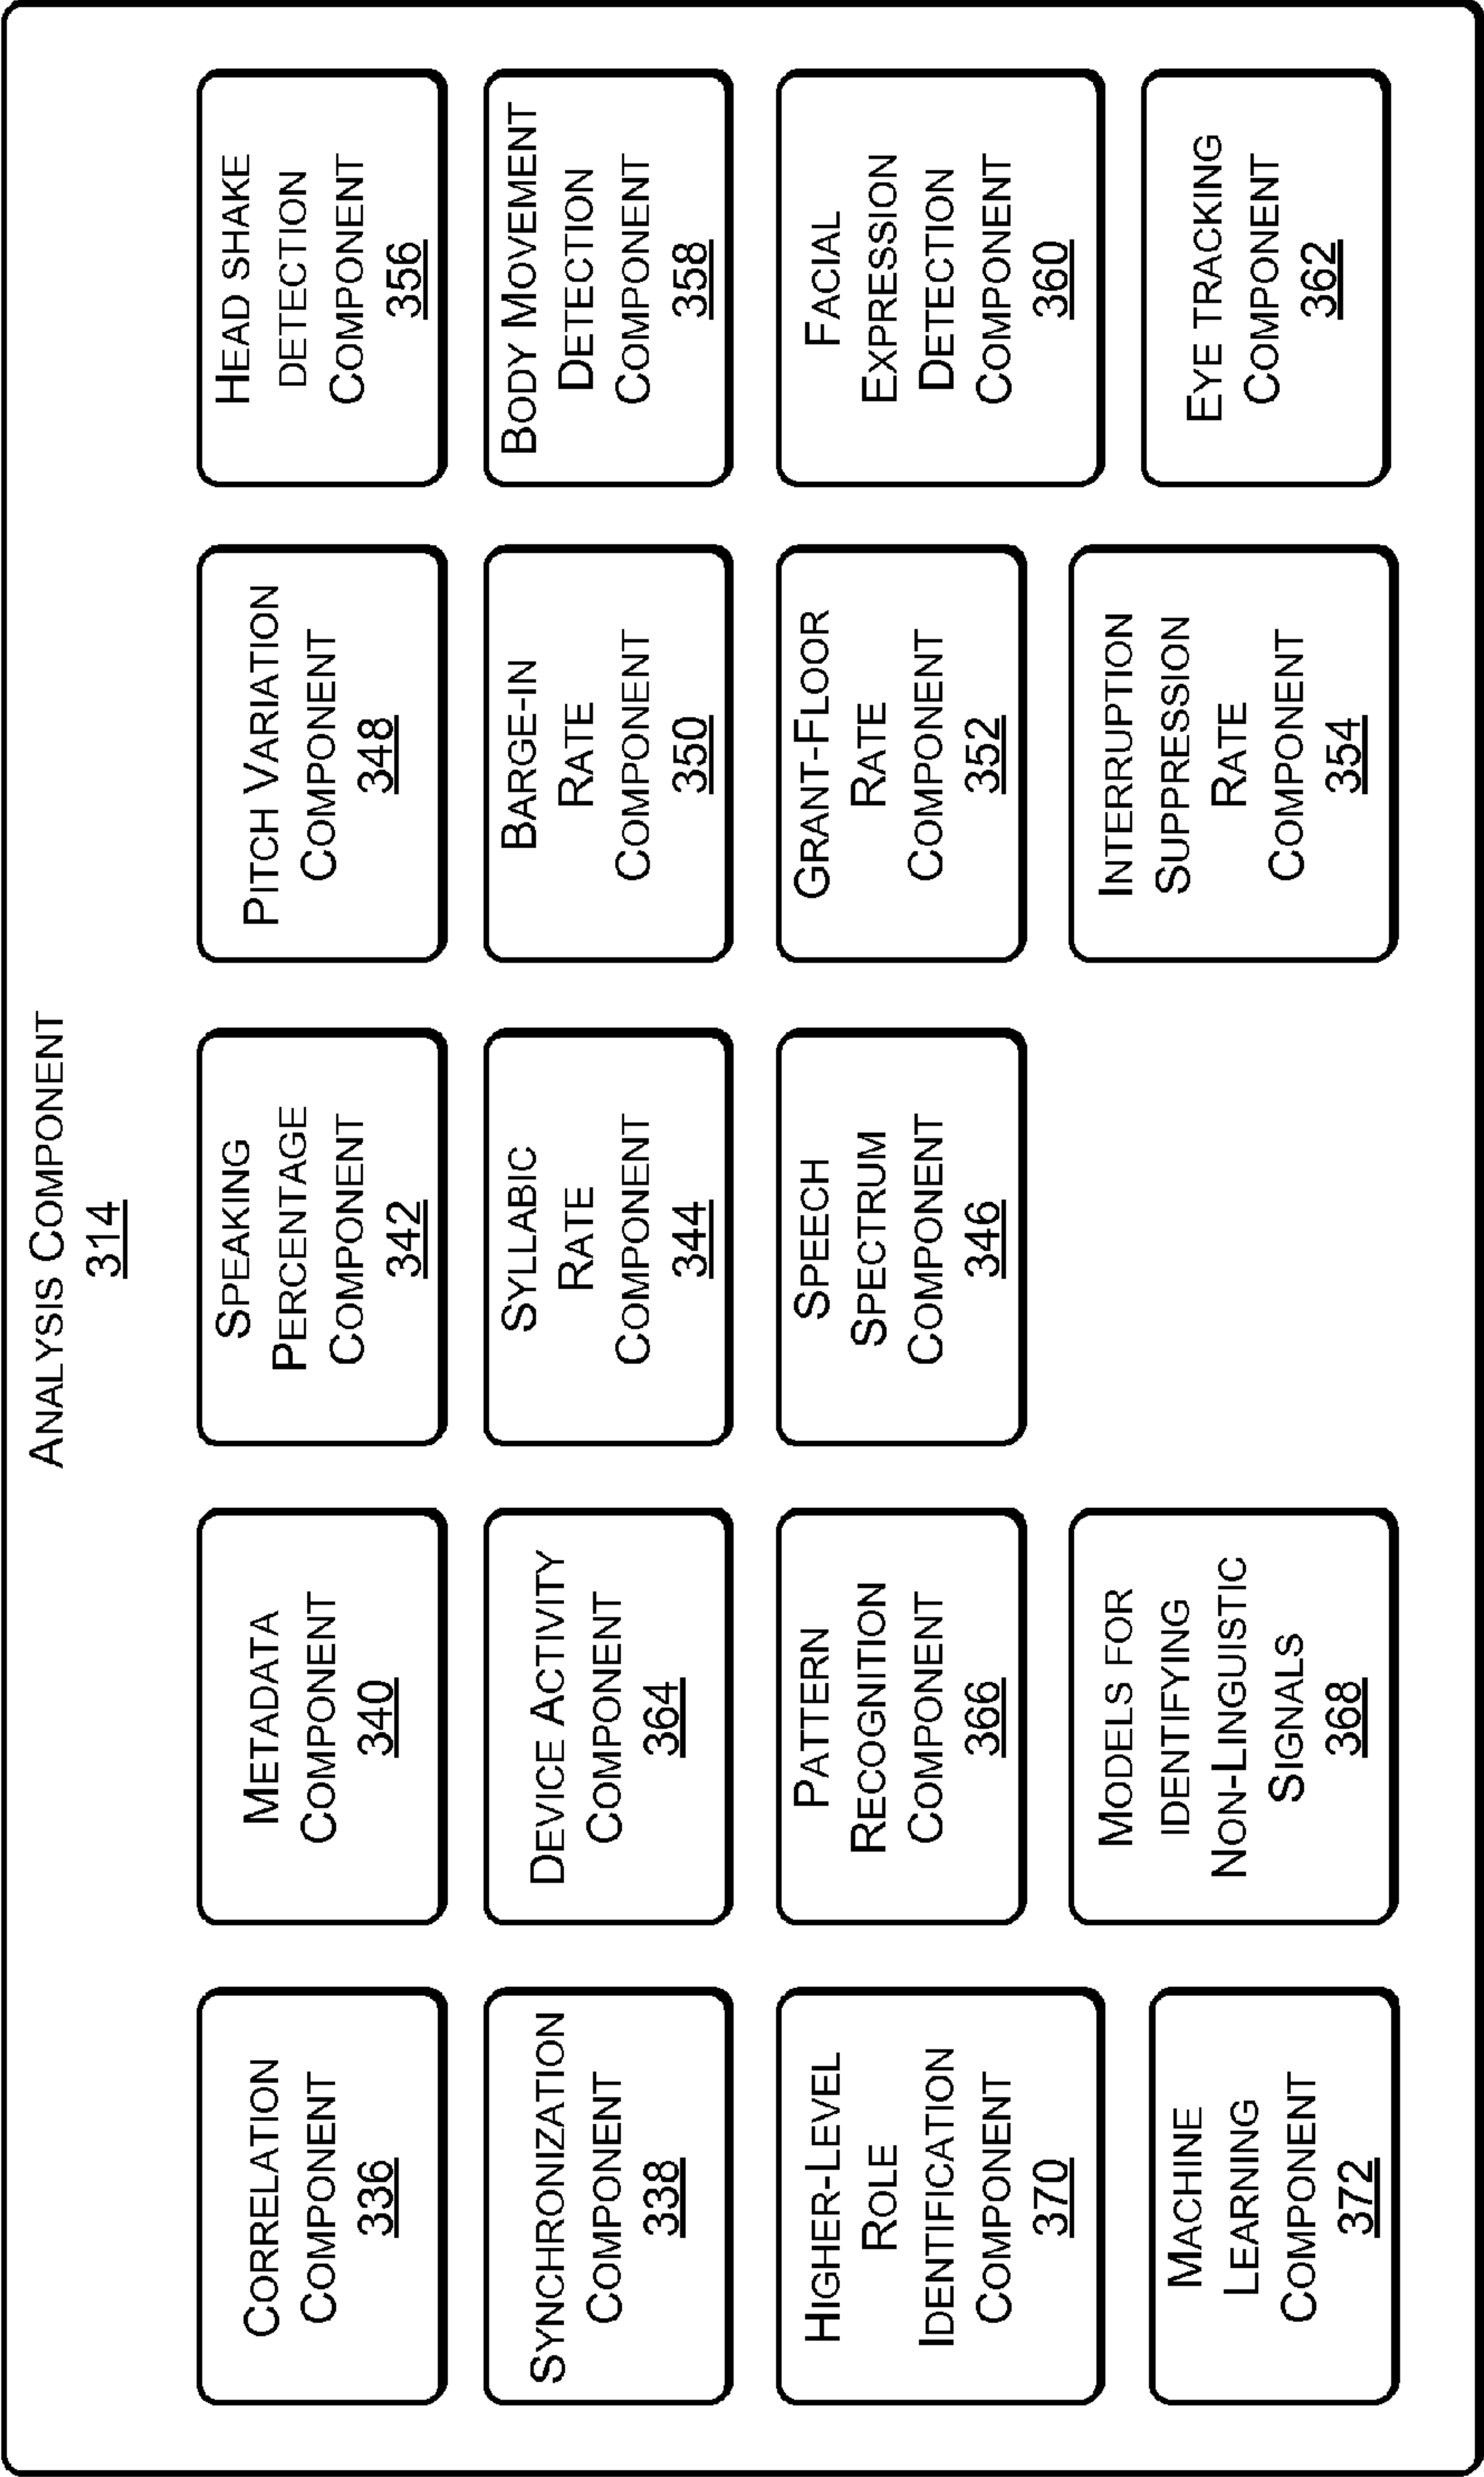 ANALYSIS COMPONENT
314
CORRELATION
COMPONENT
336
METADATA
COMPONENT
340
SPEAKING
PERCENTAGE
COMPONENT
342
PITCH VARIATION
COMPONENT
348
HEAD SHAKE
DETECTION
COMPONENT
356
SYNCHRONIZATION
COMPONENT
338
DEVICE ACTIVITY
COMPONENT
364
SYLLABIC
RATE
COMPONENT
344
BARGE-IN
RATE
COMPONENT
350
BODY MOVEMENT
DETECTION
COMPONENT
358
HIGHER-LEVEL
ROLE
IDENTIFICATION
COMPONENT
370
PATTERN
RECOGNITION
COMPONENT
366
SPEECH
SPECTRUM
COMPONENT
346
GRANT-FLOOR
RATE
COMPONENT
352
FACIAL
EXPRESSION
DETECTION
COMPONENT
360
MACHINE
LEARNING
COMPONENT
372
MODELS FOR
IDENTIFYING
NON-LINGUISTIC
SIGNALS
368
INTERRUPTION
SUPPRESSION
RATE
COMPONENT
354
EYE TRACKING
COMPONENT
362